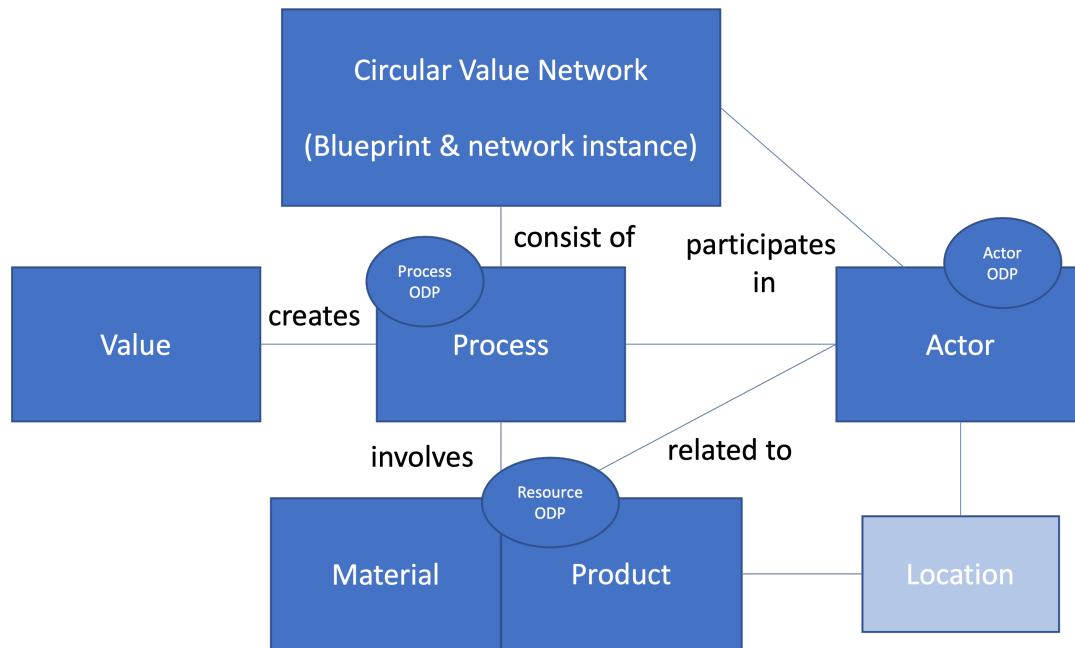 Circular Value Network
(Blueprint & network instance)
consist of
participates
in
Process
ODP
Actor
ODP
Value
creates
Process
Actor
involves
related to
Resource
ODP
Material
Product
Location